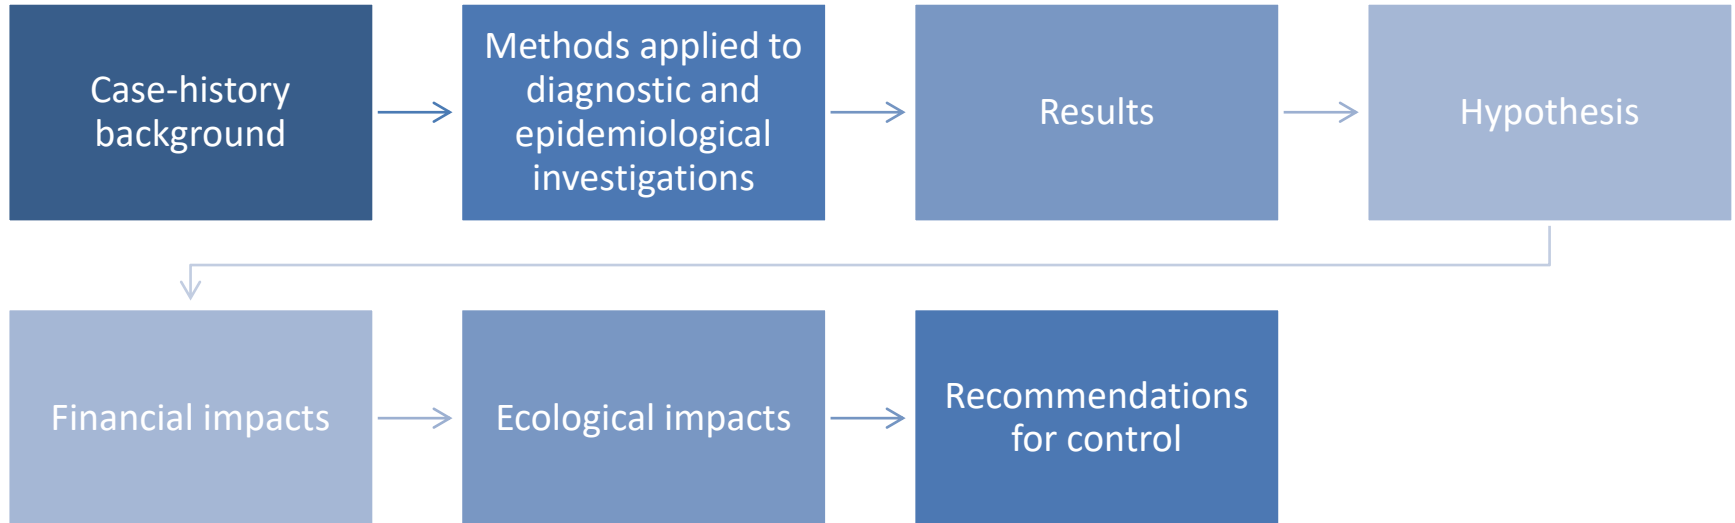 Case-history
background
Methods applied to
diagnostic and
epidemiological
investigations
Results
Hypothesis
Financial impacts
Ecological impacts
Recommendations
for control